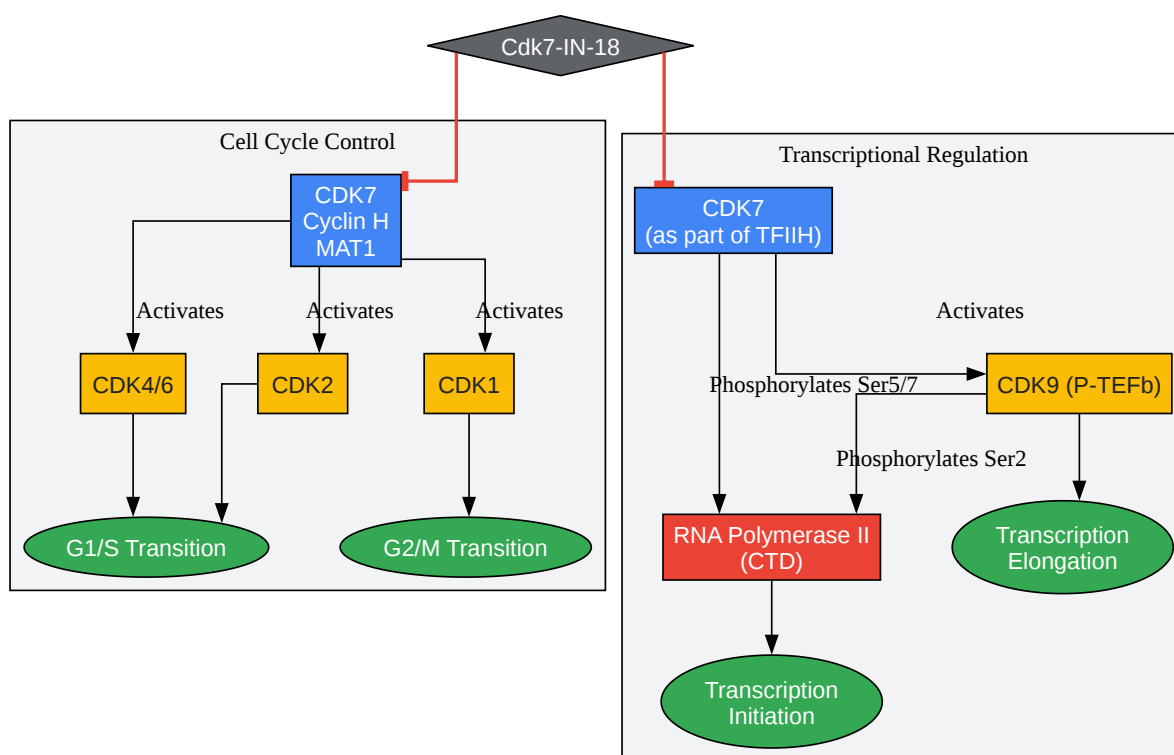 Cdk7-IN-18
Cell Cycle Control
CDK7
Cyclin H
MAT1
Activates
Activates
Activates
CDK4/6
CDK2
CDK1
G1/S Transition
G2/M Transition
Transcriptional Regulation
CDK7
(as part of TFIIH)
Activates
Phosphorylates Ser5/7
CDK9 (P-TEFb)
Phosphorylates Ser2
RNA Polymerase II
(CTD)
Transcription
Elongation
Transcription
Initiation